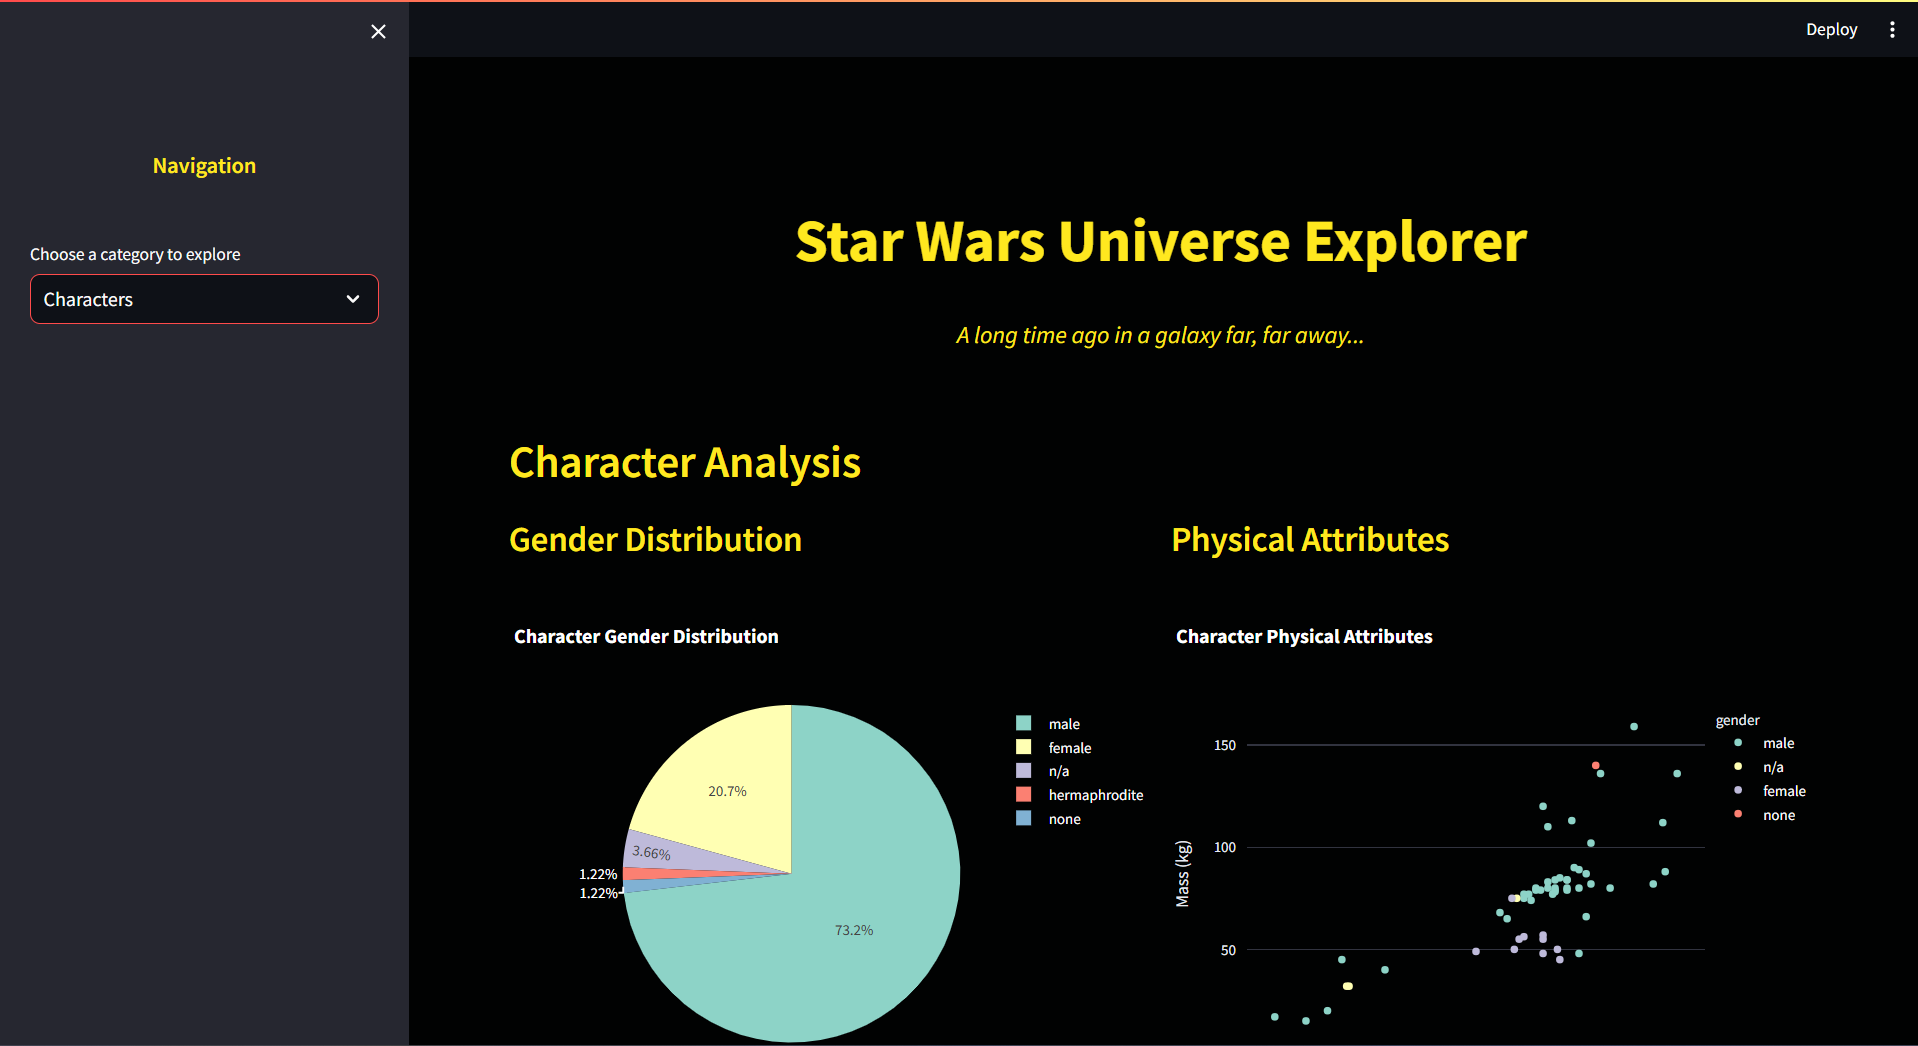 Deploy
Navigation
Choose a category to explore
Characters
Star Wars Universe Explorer
A long time ago in a galaxy far, far away...
Character Analysis
Gender Distribution
Character Gender Distribution
20.7%
3.66%
1.22%
1.22%
73.2%
male
female
n/a
hermaphrodite
none
Physical Attributes
Character Physical Attributes
150
100
50
Mass (kg)
gender
male
n/a
female
none